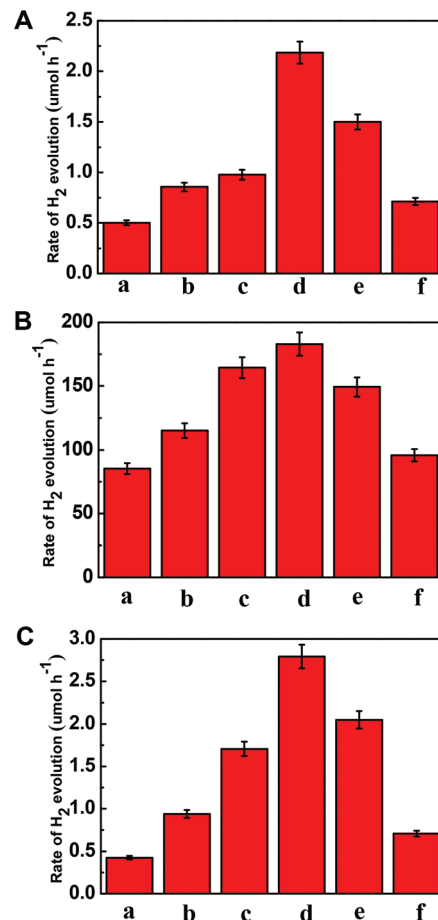 A
Rate of H2 evolution (umol h-1)
2.5
2.0
1.5
1.0
0.5
0.0
a b c d e f
B
Rate of H2 evolution (umol h-1)
200
150
100
50
0
a b c d e f
C
Rate of H2 evolution (umol h-1)
3.0
2.5
2.0
1.5
1.0
0.5
0.0
a b c d e f